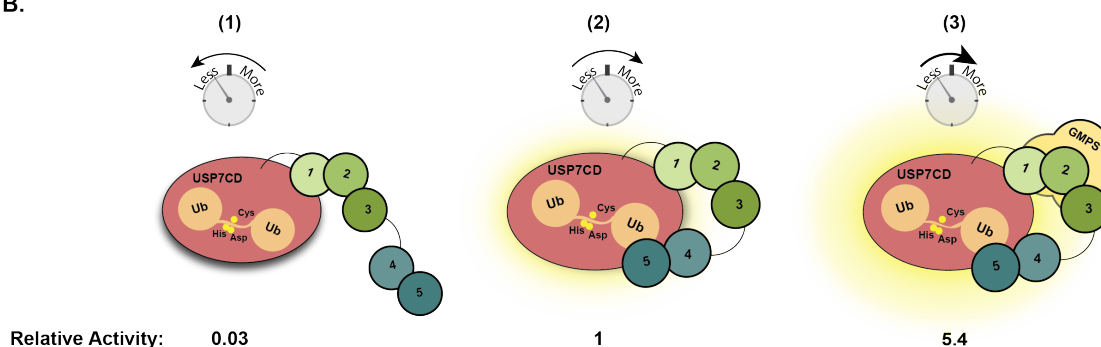 B.
(1)
(2)
(3)
Less More
Less More
Less More
USP7CD
Ub
Cys
His Asp
Ub
1
2
3
4
5
USP7CD
Ub
Cys
His Asp
Ub
1
2
3
4
5
USP7CD
Ub
Cys
His Asp
Ub
1
2
GMPS
3
4
5
Relative Activity: 0.03 1 5.4